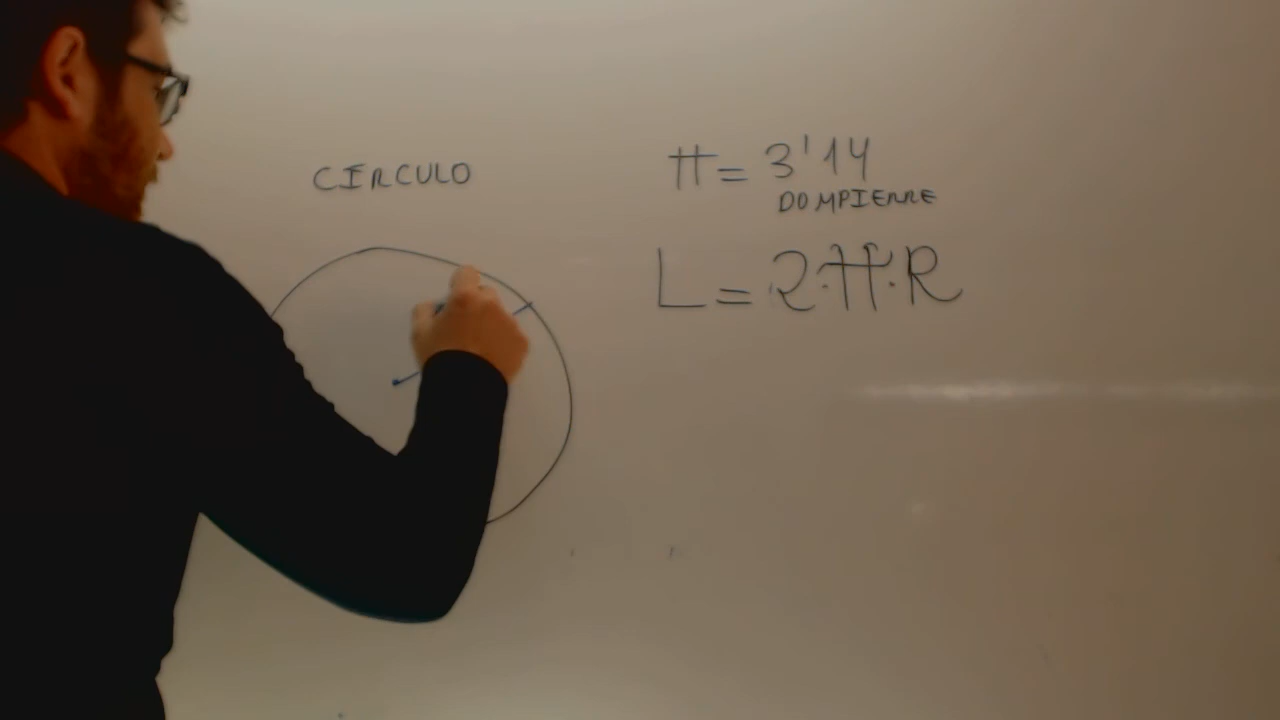 CIRCULO
π = 3'14
DOMPIERRE
L = 2·π·R